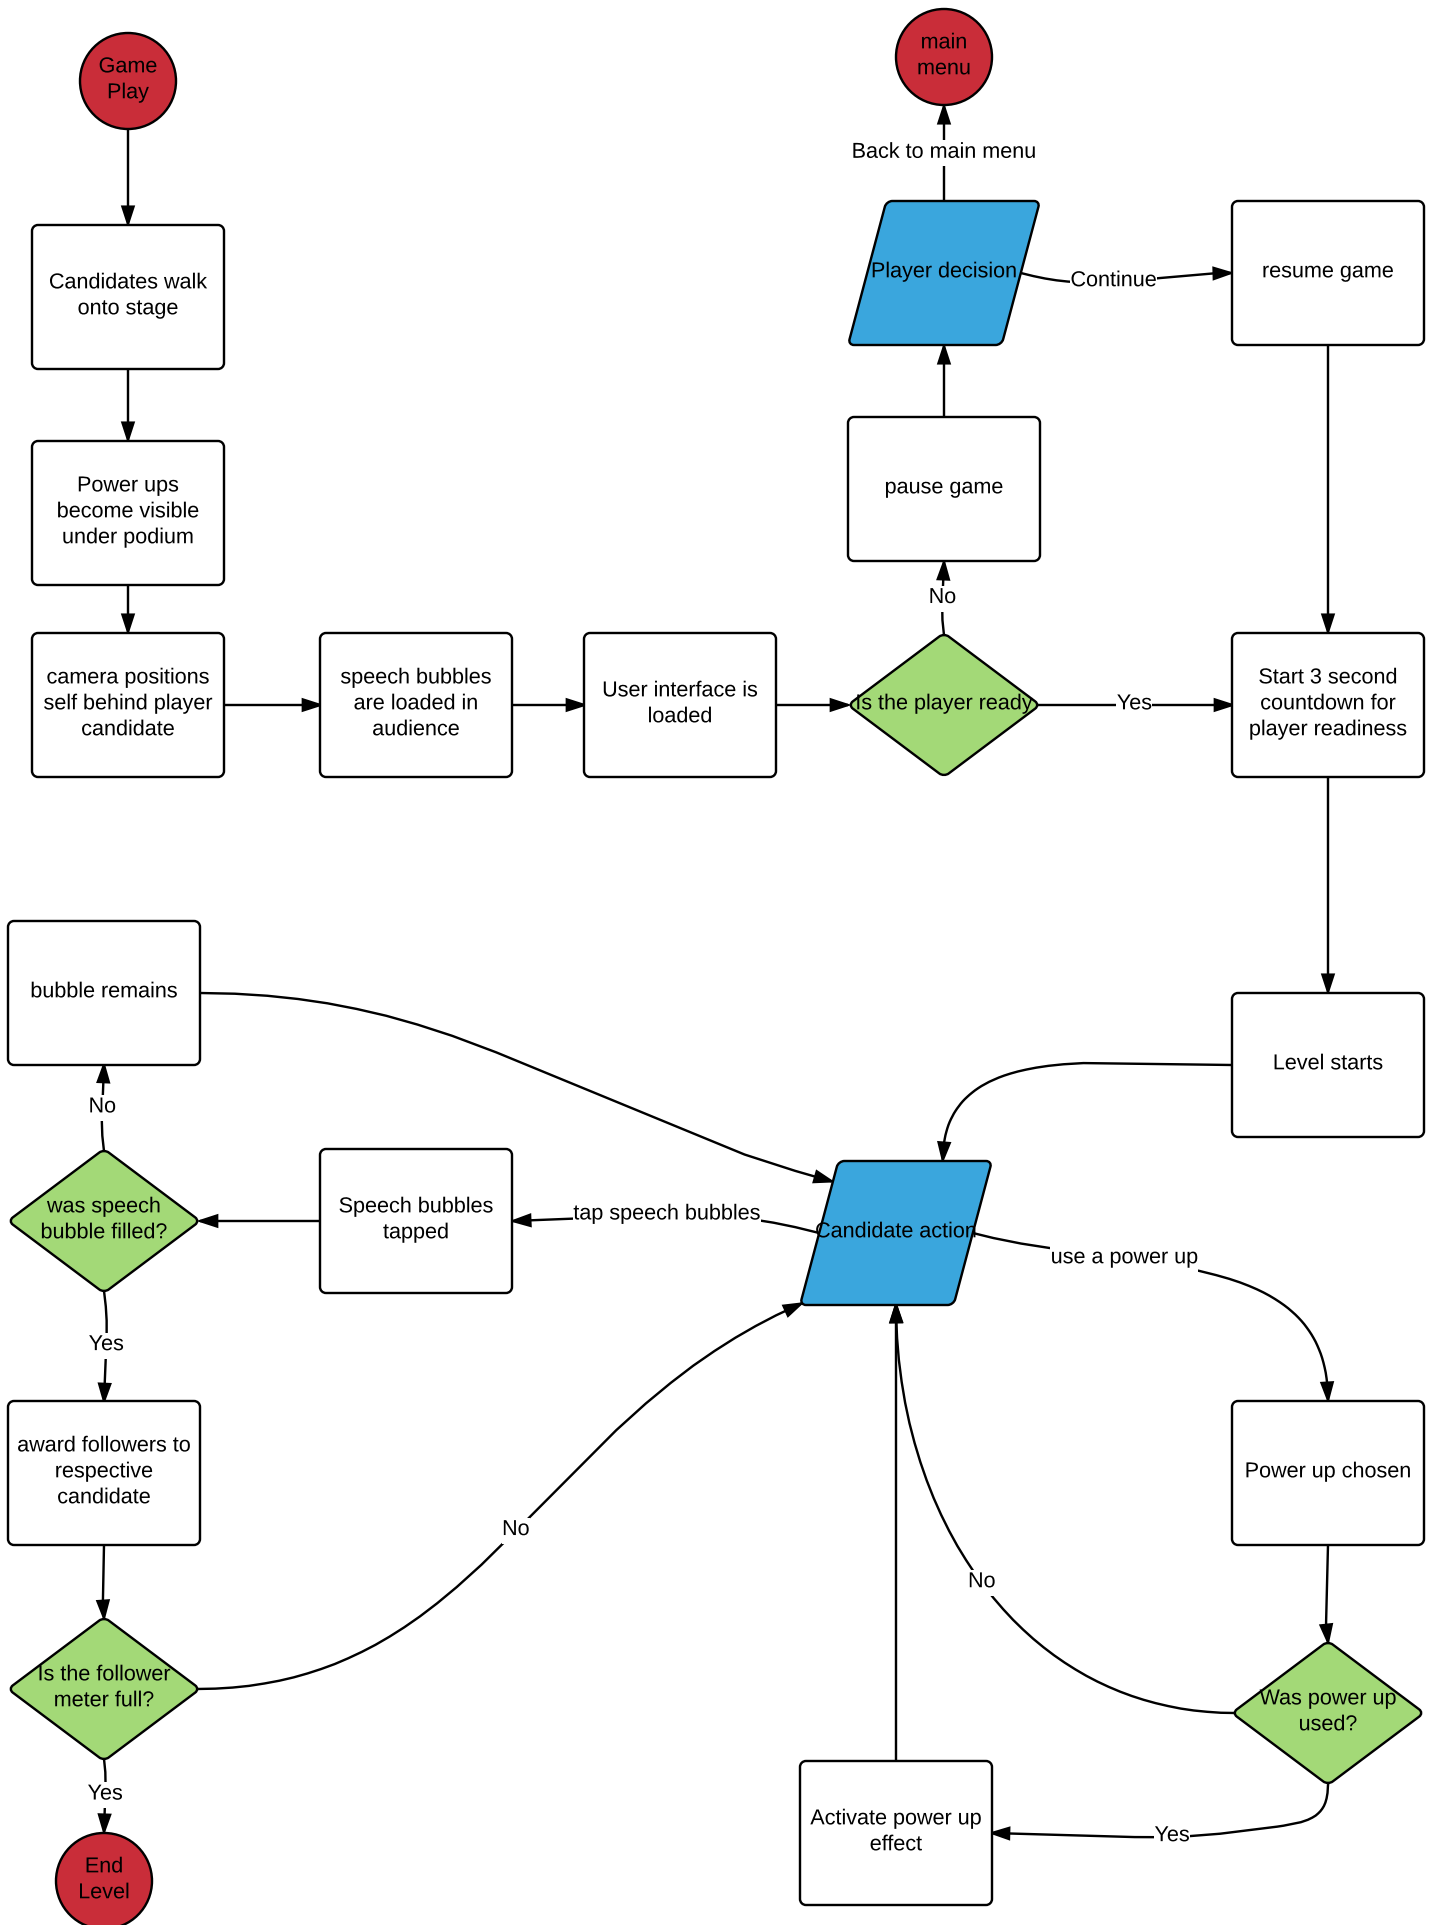 Game
Play
main
menu
Back to main menu
Candidates walk
onto stage
Player decision
Continue
resume game
Power ups
become visible
under podium
pause game
No
camera positions
self behind player
candidate
speech bubbles
are loaded in
audience
User interface is
loaded
Is the player ready
Yes
Start 3 second
countdown for
player readiness
bubble remains
Level starts
No
was speech
bubble filled?
Speech bubbles
tapped
tap speech bubbles
Candidate action
use a power up
Yes
award followers to
respective
candidate
No
Power up chosen
No
Is the follower
meter full?
Was power up
used?
Yes
Activate power up
effect
Yes
End
Level